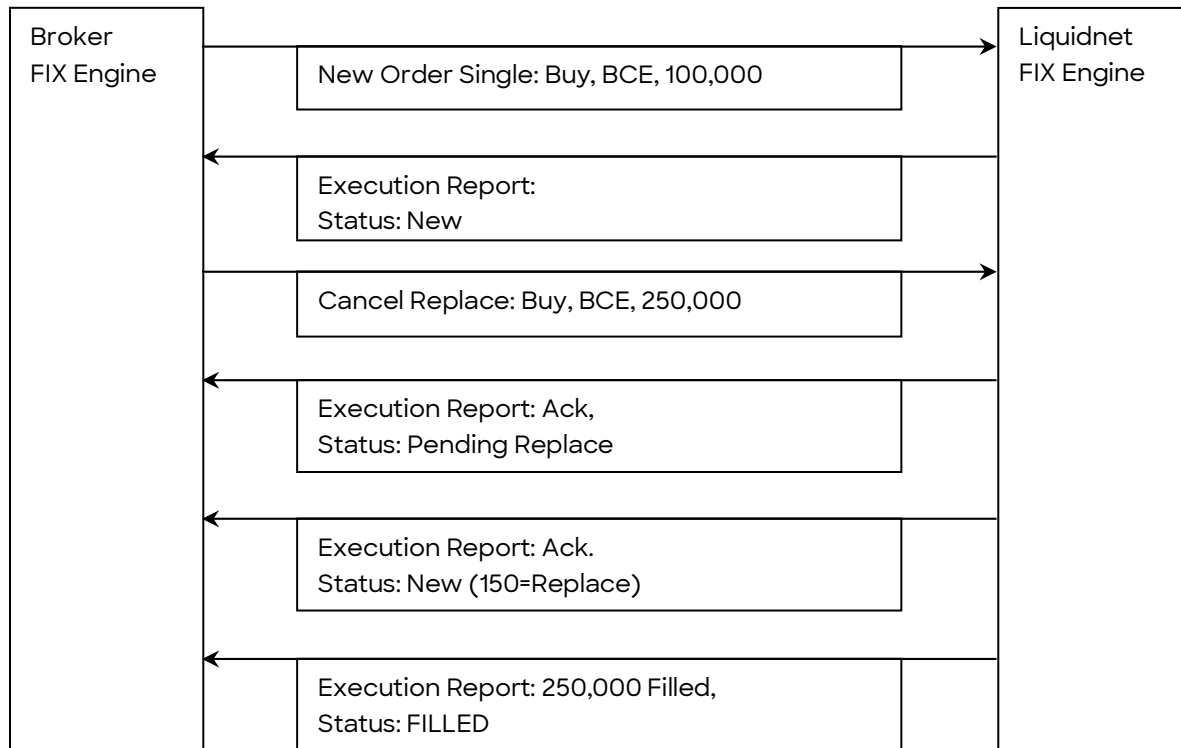 Broker
FIX Engine
Liquidnet
FIX Engine
New Order Single: Buy, BCE, 100,000
Execution Report:
Status: New
Cancel Replace: Buy, BCE, 250,000
Execution Report: Ack,
Status: Pending Replace
Execution Report: Ack.
Status: New (150=Replace)
Execution Report: 250,000 Filled,
Status: FILLED